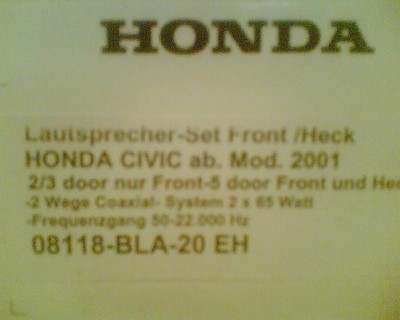 HONDA
Lautsprecher-Set Front /Heck
HONDA CIVIC ab. Mod. 2001
2/3 door nur Front-5 door Front und Hec
-2 Wege Coaxial- System 2 x 65 Watt
-Frequenzgang 50-22.000 Hz
08118-BLA-20 EH